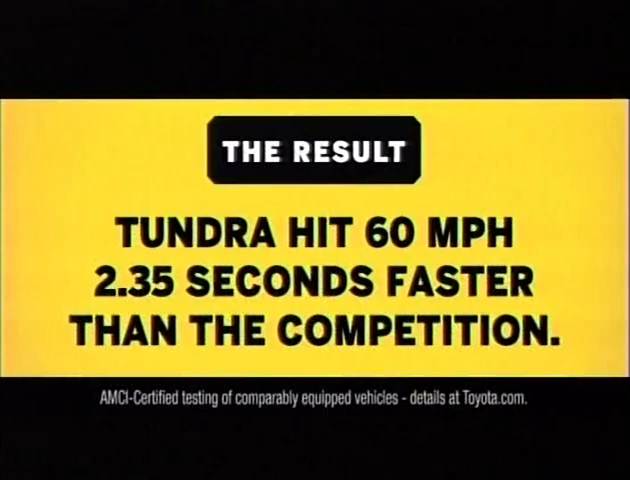 THE RESULT
TUNDRA HIT 60 MPH
2.35 SECONDS FASTER
THAN THE COMPETITION.
AMCI-Certified testing of comparably equipped vehicles - details at Toyota.com.